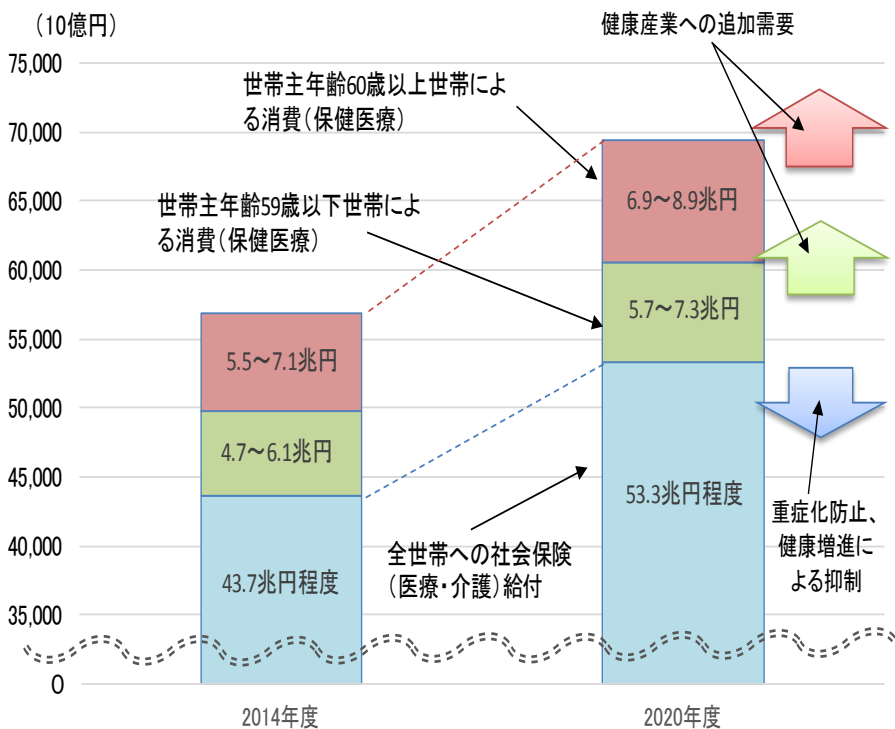 （10億円）
健康産業への追加需要
75,000
70,000
65,000
60,000
55,000
50,000
45,000
40,000
35,000
0
世帯主年齢60歳以上世帯によ
る消費（保健医療）
世帯主年齢59歳以下世帯によ
る消費（保健医療）
6.9～8.9兆円
5.7～7.3兆円
5.5～7.1兆円
4.7～6.1兆円
53.3兆円程度
43.7兆円程度
全世帯への社会保険
（医療・介護）給付
重症化防止、
健康増進に
よる抑制
2014年度
2020年度